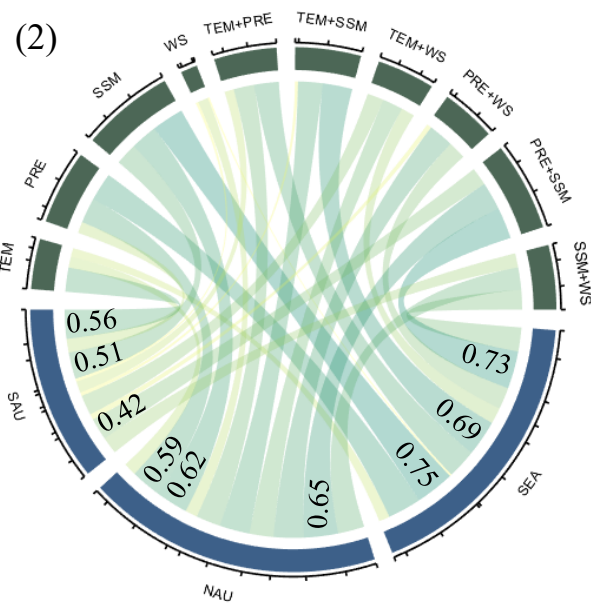 (2)
WS
TEM+PRE
TEM+SSM
TEM+WS
PRE+WS
PRE+SSM
SSM+WS
SSM
PRE
TEM
0.56
0.51
0.42
0.59
0.62
0.65
0.75
0.69
0.73
SAU
NAU
SEA